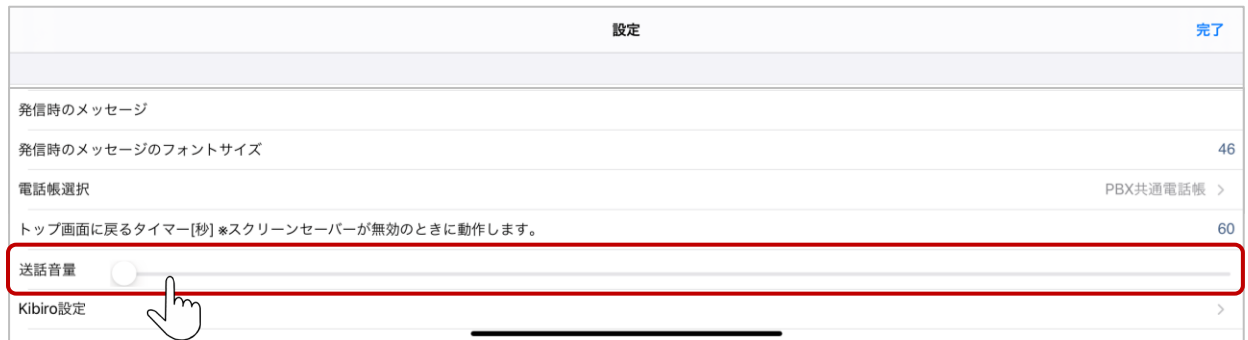 設定
完了
発信時のメッセージ
発信時のメッセージのフォントサイズ 46
電話帳選択 PBX共通電話帳 >
トップ画面に戻るタイマー[秒] ※スクリーンセーバーが無効のときに動作します。 60
送話音量
Kibiro設定 >